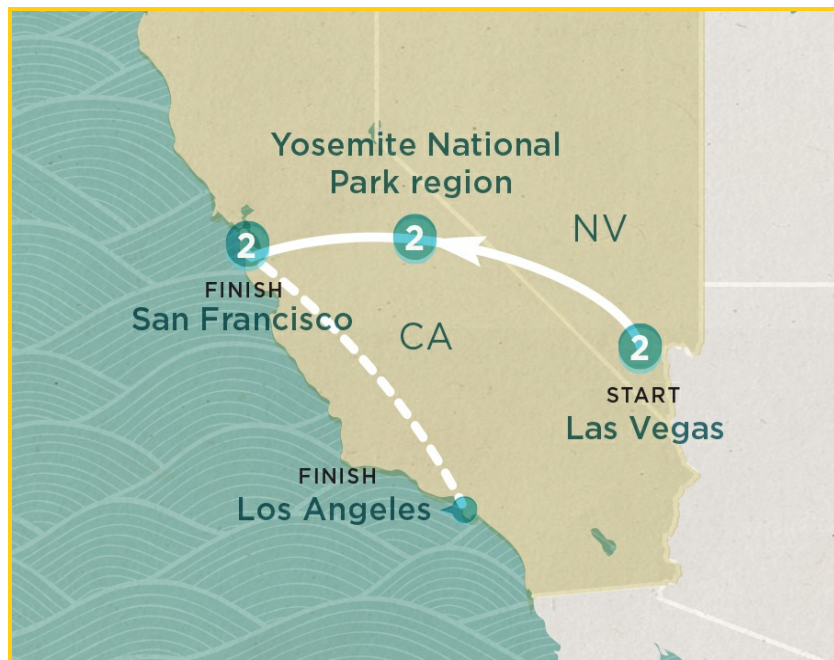 Yosemite National
Park region
NV
2
2
FINISH
San Francisco
CA
2
START
Las Vegas
FINISH
Los Angeles